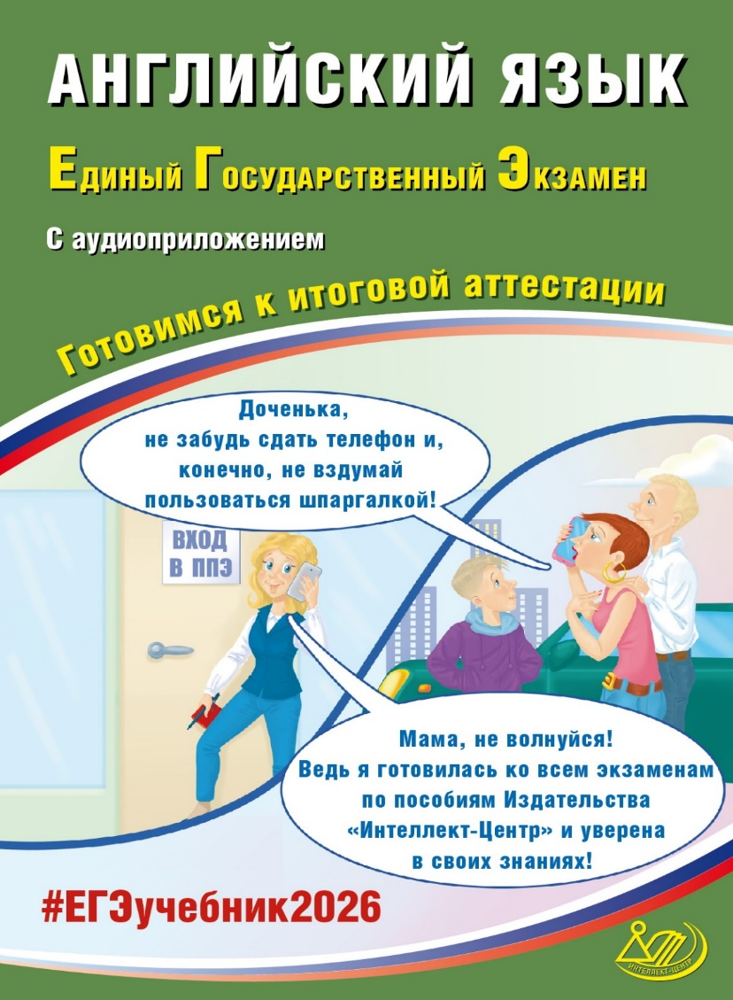 АНГЛИЙСКИЙ ЯЗЫК
ЕДИНЫЙ ГОСУДАРСТВЕННЫЙ ЭКЗАМЕН
С аудиоприложением
Готовимся к итоговой аттестации
Доченька,
не забудь сдать телефон и,
конечно, не вздумай
пользоваться шпаргалкой!
ВХОД
В ППЭ
Мама, не волнуйся!
Ведь я готовилась ко всем экзаменам
по пособиям Издательства
«Интеллект-Центр» и уверена
в своих знаниях!
#ЕГЭучебник2026
ИНТЕЛЛЕКТ-ЦЕНТР